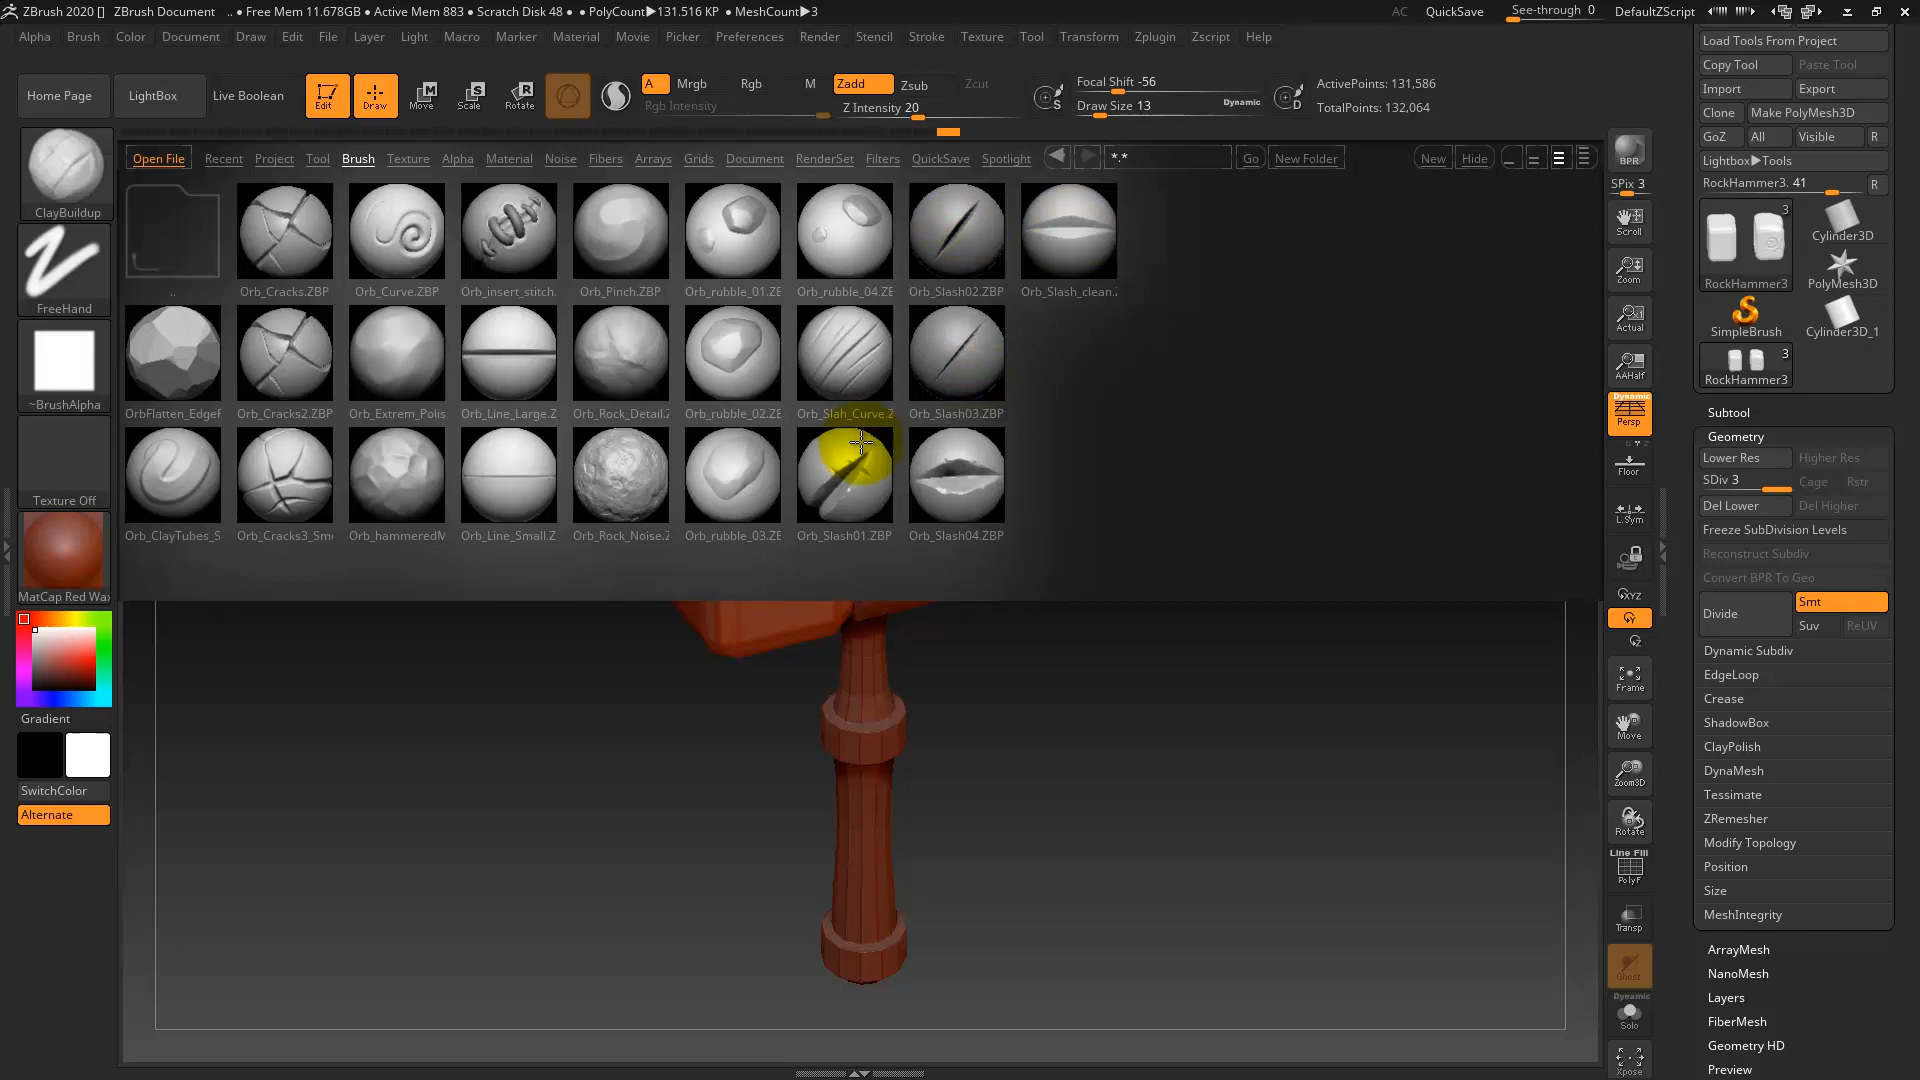 ZBrush 2020 [] ZBrush Document .. • Free Mem 11.678GB • Active Mem 883 • Scratch Disk 48 • • PolyCount▶131.516 KP • MeshCount▶3 AC QuickSave See-through 0 DefaultZScript
Alpha Brush Color Document Draw Edit File Layer Light Macro Marker Material Movie Picker Preferences Render Stencil Stroke Texture Tool Transform Zplugin Zscript Help
Home Page LightBox Live Boolean Edit Draw Move Scale Rotate
A Mrgb Rgb M Zadd Zsub Zcut
Rgb Intensity Z Intensity 20
S Focal Shift -56
Draw Size 13 Dynamic D
ActivePoints: 131,586
TotalPoints: 132,064
Open File Recent Project Tool Brush Texture Alpha Material Noise Fibers Arrays Grids Document RenderSet Filters QuickSave Spotlight *.* Go New Folder New Hide
.. Orb_Cracks.ZBP Orb_Curve.ZBP Orb_insert_stitch. Orb_Pinch.ZBP Orb_rubble_01.ZB Orb_rubble_04.ZB Orb_Slash02.ZBP Orb_Slash_clean.
Orb_Cracks2.ZBP Orb_Extrem_Polis Orb_Line_Large.Z Orb_Rock_Detail. Orb_rubble_02.ZB Orb_Slah_Curve.Z Orb_Slash03.ZBP
Orb_ClayTubes_S Orb_Cracks3_Sm Orb_Line_Small.Z Orb_Rock_Noise. Orb_rubble_03.ZB Orb_Slash01.ZBP Orb_Slash04.ZBP
ClayBuildup
FreeHand
~BrushAlpha
Texture Off
MatCap Red Wax
Gradient
SwitchColor
Alternate
BPR
SPix 3
Scroll
Zoom
Actual
AAHalf
Dynamic
Persp
Floor
L.Sym
XYZ
Y
Z
Frame
Move
Zoom3D
Rotate
Line Fill
PolyF
Transp
Ghost
Dynamic
Solo
Xpose
Load Tools From Project
Copy Tool Paste Tool
Import Export
Clone Make PolyMesh3D
GoZ All Visible R
Lightbox▶Tools
RockHammer3. 41 R
3
RockHammer3 Cylinder3D
PolyMesh3D
SimpleBrush Cylinder3D_1
3
RockHammer3
Subtool
Geometry
Lower Res Higher Res
SDiv 3 Cage Rstr
Del Lower Del Higher
Freeze SubDivision Levels
Reconstruct Subdiv
Convert BPR To Geo
Divide Smt
Suv ReUV
Dynamic Subdiv
EdgeLoop
Crease
ShadowBox
ClayPolish
DynaMesh
Tessimate
ZRemesher
Modify Topology
Position
Size
MeshIntegrity
ArrayMesh
NanoMesh
Layers
FiberMesh
Geometry HD
Preview